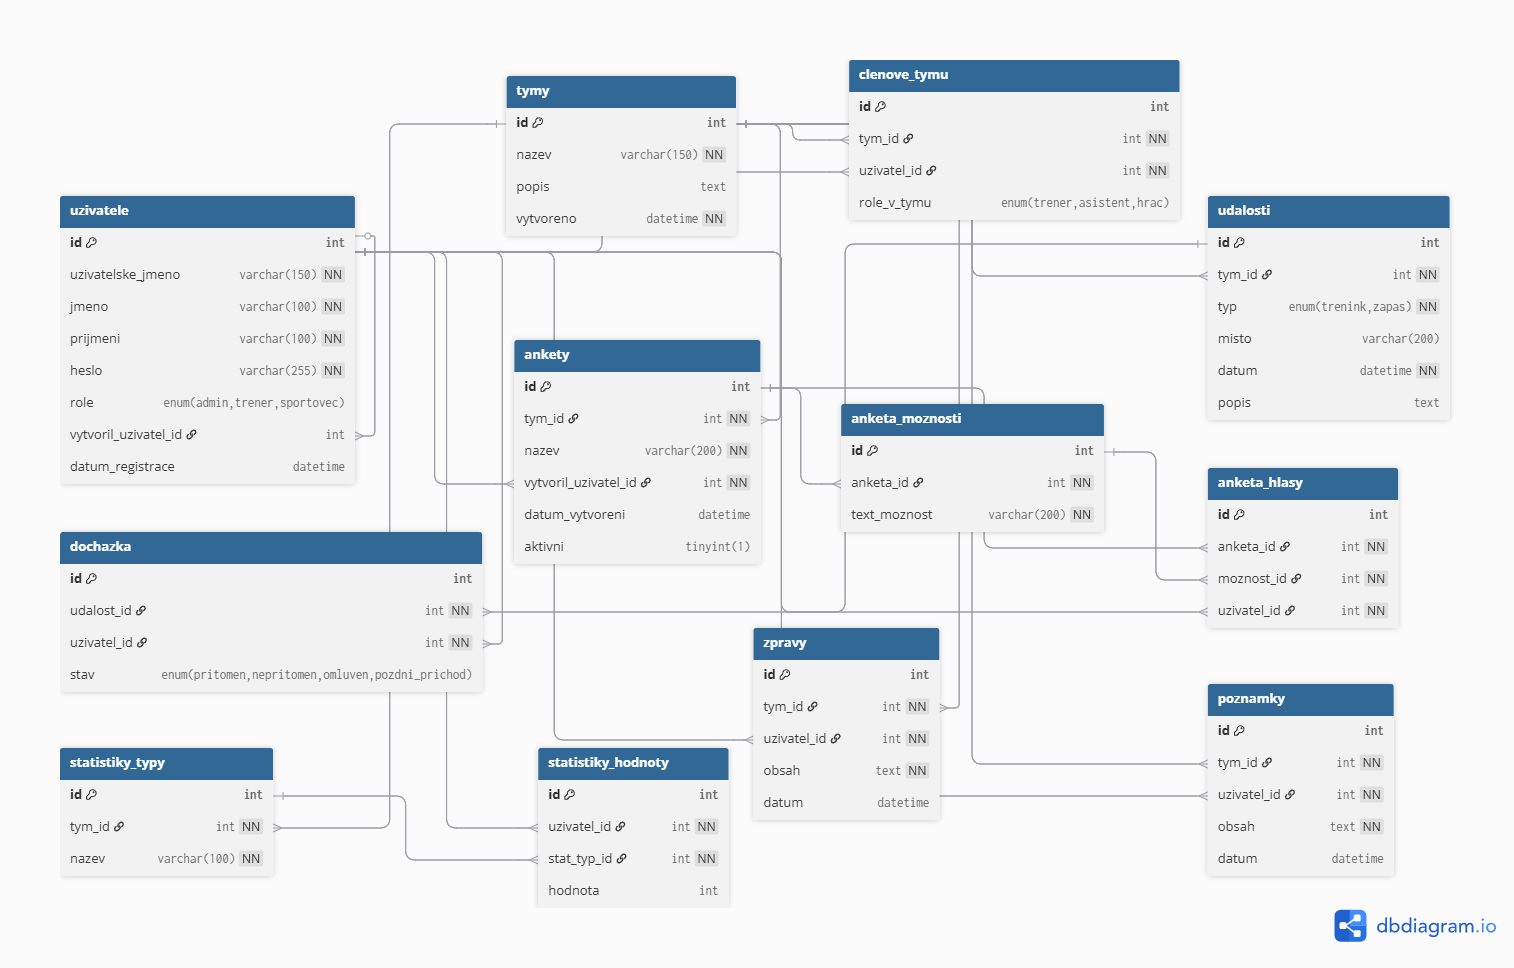 tymy
id int
nazev varchar(150) NN
popis text
vytvoreno datetime NN
clenove_tymu
id int
tym_id int NN
uzivatel_id int NN
role_v_tymu enum(trener,asistent,hrac)
uzivatele
id int
uzivatelske_jmeno varchar(150) NN
jmeno varchar(100) NN
prijmeni varchar(100) NN
heslo varchar(255) NN
role enum(admin,trener,sportovec)
vytvoril_uzivatel_id int
datum_registrace datetime
udalosti
id int
tym_id int NN
typ enum(trenink,zapas) NN
misto varchar(200)
datum datetime NN
popis text
ankety
id int
tym_id int NN
nazev varchar(200) NN
vytvoril_uzivatel_id int NN
datum_vytvoreni datetime
aktivni tinyint(1)
anketa_moznosti
id int
anketa_id int NN
text_moznost varchar(200) NN
anketa_hlasy
id int
anketa_id int NN
moznost_id int NN
uzivatel_id int NN
dochazka
id int
udalost_id int NN
uzivatel_id int NN
stav enum(pritomen,nepritomen,omluven,pozdni_prichod)
zpravy
id int
tym_id int NN
uzivatel_id int NN
obsah text NN
datum datetime
poznamky
id int
tym_id int NN
uzivatel_id int NN
obsah text NN
datum datetime
statistiky_typy
id int
tym_id int NN
nazev varchar(100) NN
statistiky_hodnoty
id int
uzivatel_id int NN
stat_typ_id int NN
hodnota int
dbdiagram.io